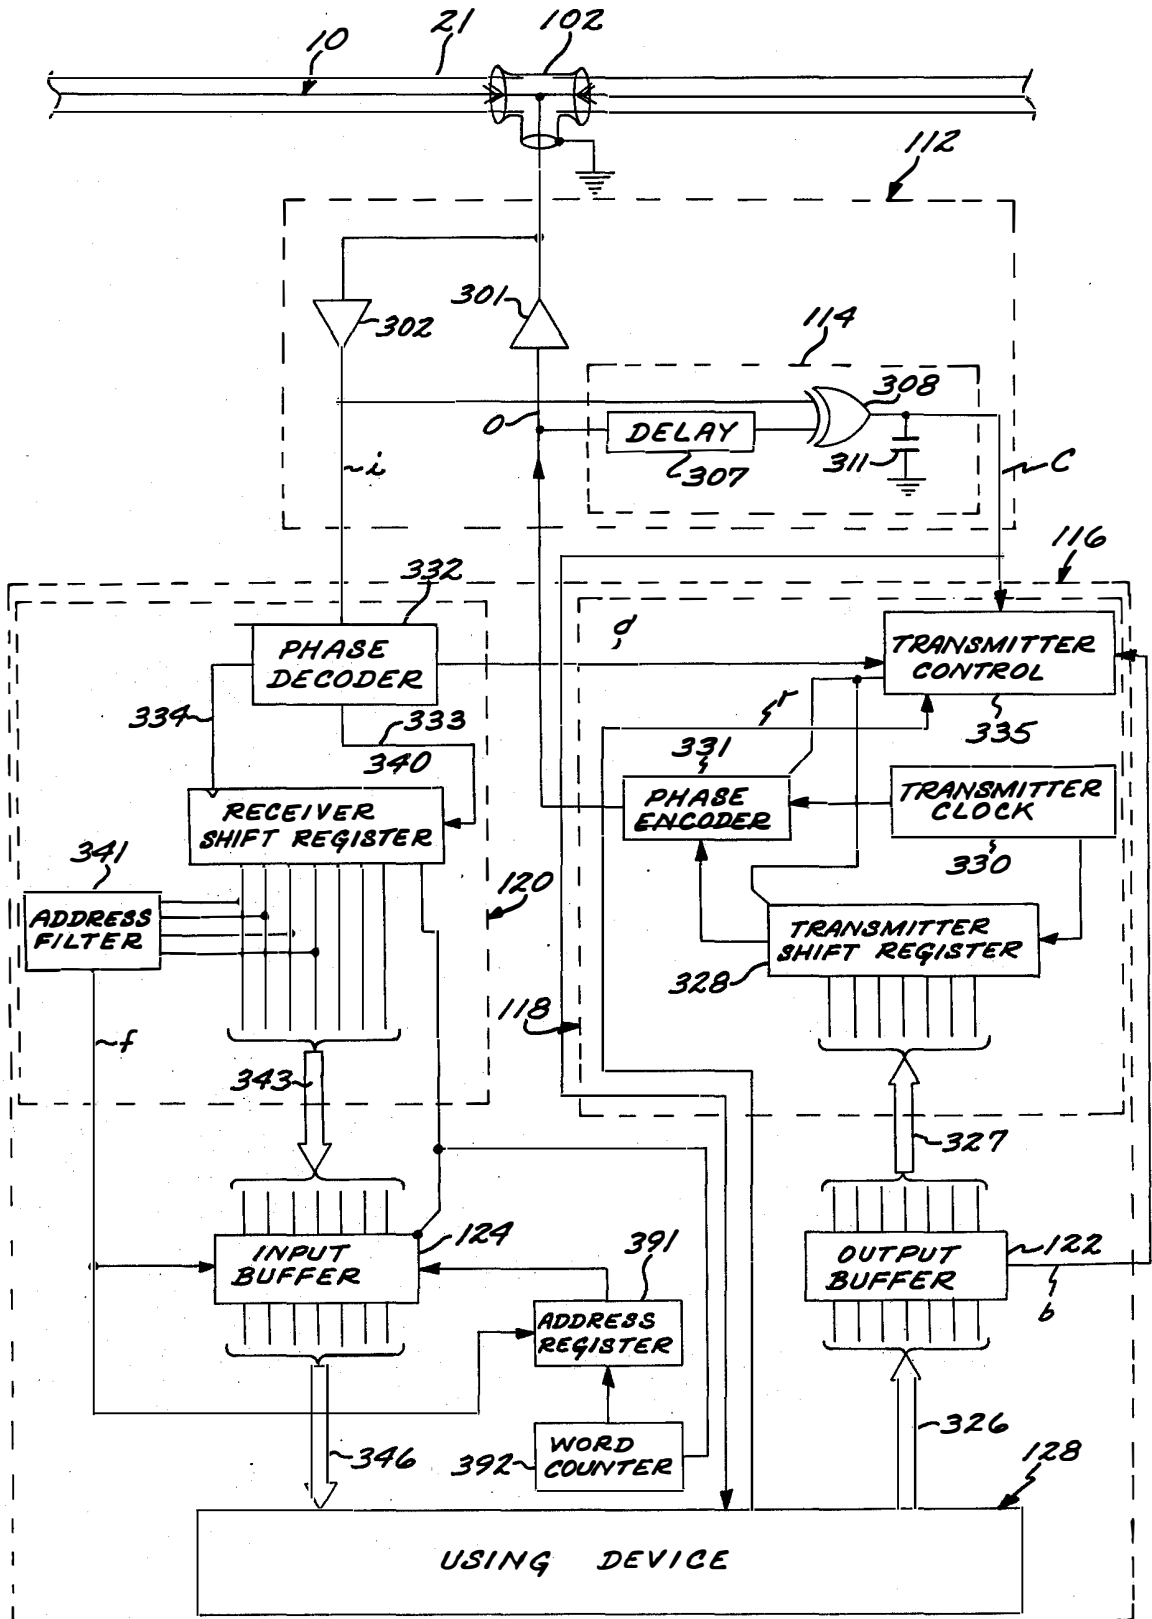 21
102
10
112
301
302
114
308
O
DELAY
311
307
i
C
116
332
d
PHASE
DECODER
TRANSMITTER
CONTROL
334
333
r
335
340
331
PHASE
ENCODER
TRANSMITTER
CLOCK
RECEIVER
SHIFT REGISTER
341
330
120
ADDRESS
FILTER
TRANSMITTER
SHIFT REGISTER
328
118
f
343
327
124
391
INPUT
BUFFER
OUTPUT
BUFFER
122
b
ADDRESS
REGISTER
326
346
392
WORD
COUNTER
128
USING DEVICE